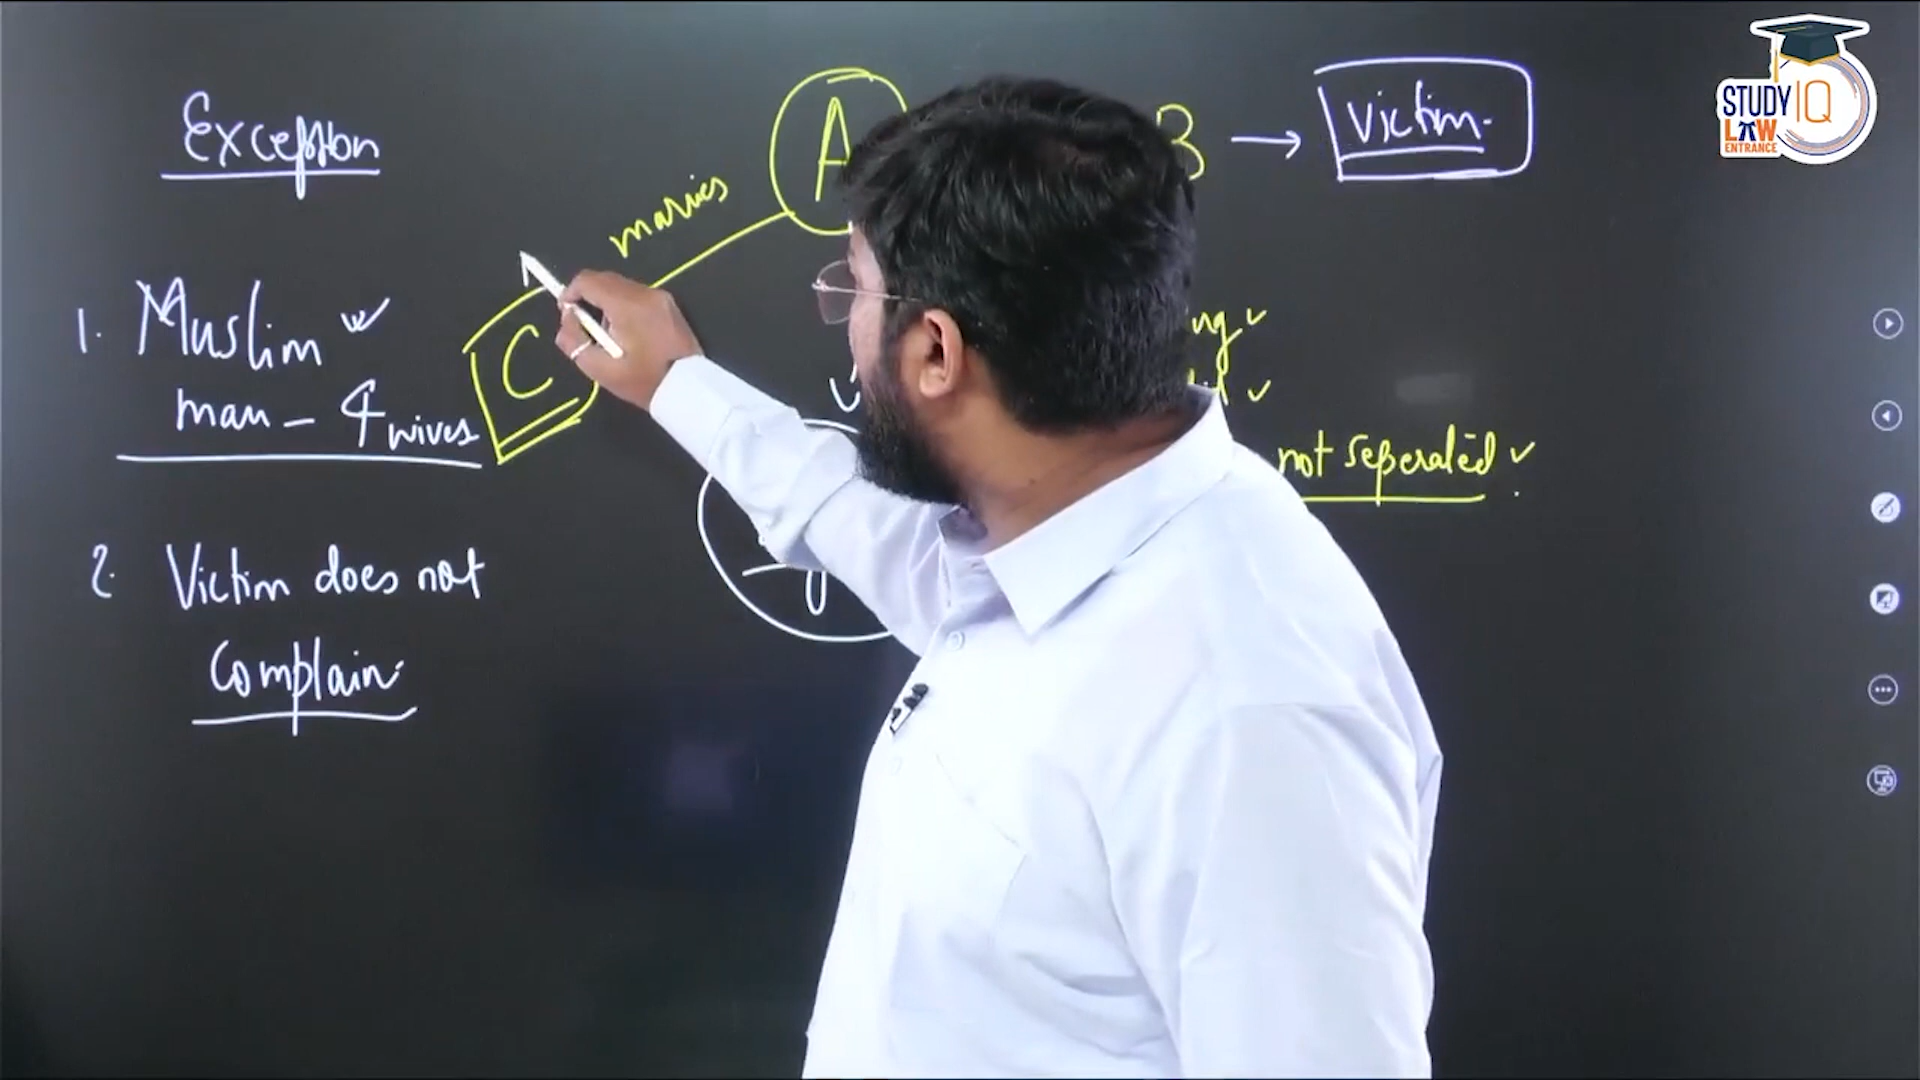 Exception
A
B
victim.
marries
C
1. Muslim
man - 4 wives
not seperated
2. Victim does not
Complain
STUDY IQ
LAW
ENTRANCE